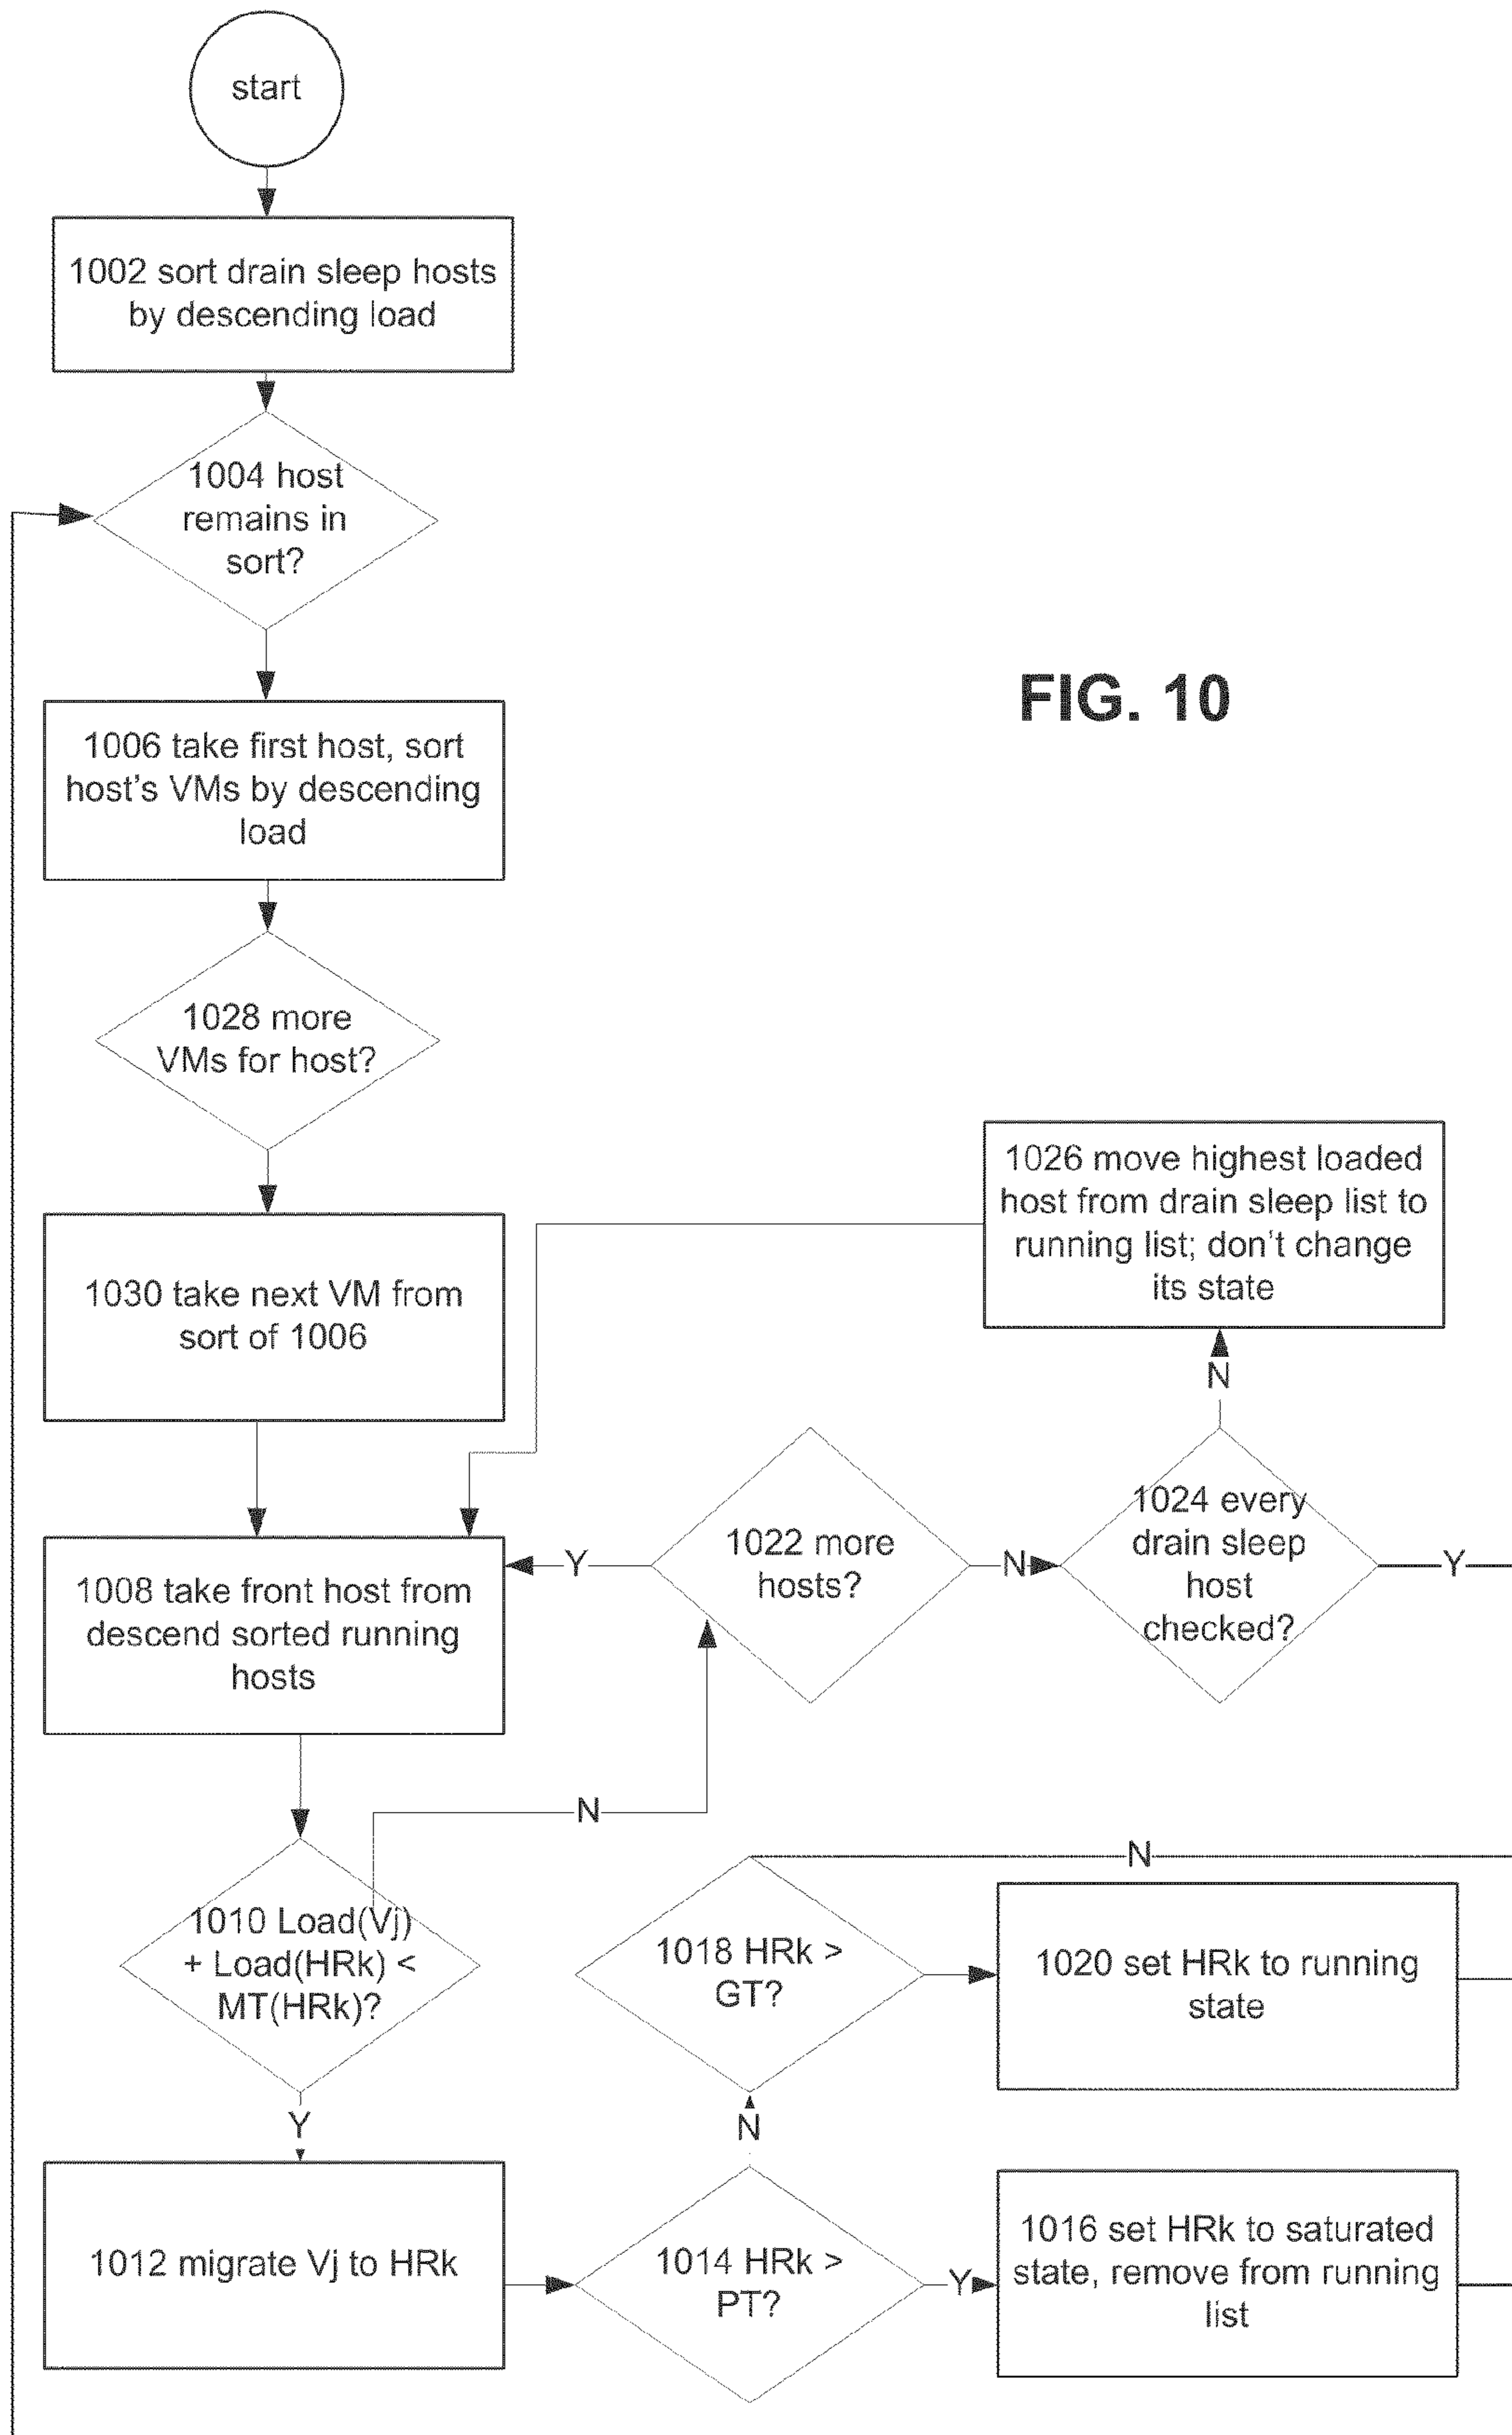 start
1002 sort drain sleep hosts
by descending load
1004 host
remains in
sort?
FIG. 10
1006 take first host, sort
host's VMs by descending
load
1028 more
VMs for host?
1026 move highest loaded
host from drain sleep list to
running list; don't change
its state
1030 take next VM from
sort of 1006
N
1024 every
drain sleep
host
checked?
1022 more
hosts?
Y
N
Y
1008 take front host from
descend sorted running
hosts
N
N
1010 Load(Vj)
+ Load(HRk) <
MT(HRk)?
1018 HRk >
GT?
1020 set HRk to running
state
Y
N
1012 migrate Vj to HRk
1014 HRk >
PT?
Y
1016 set HRk to saturated
state, remove from running
list